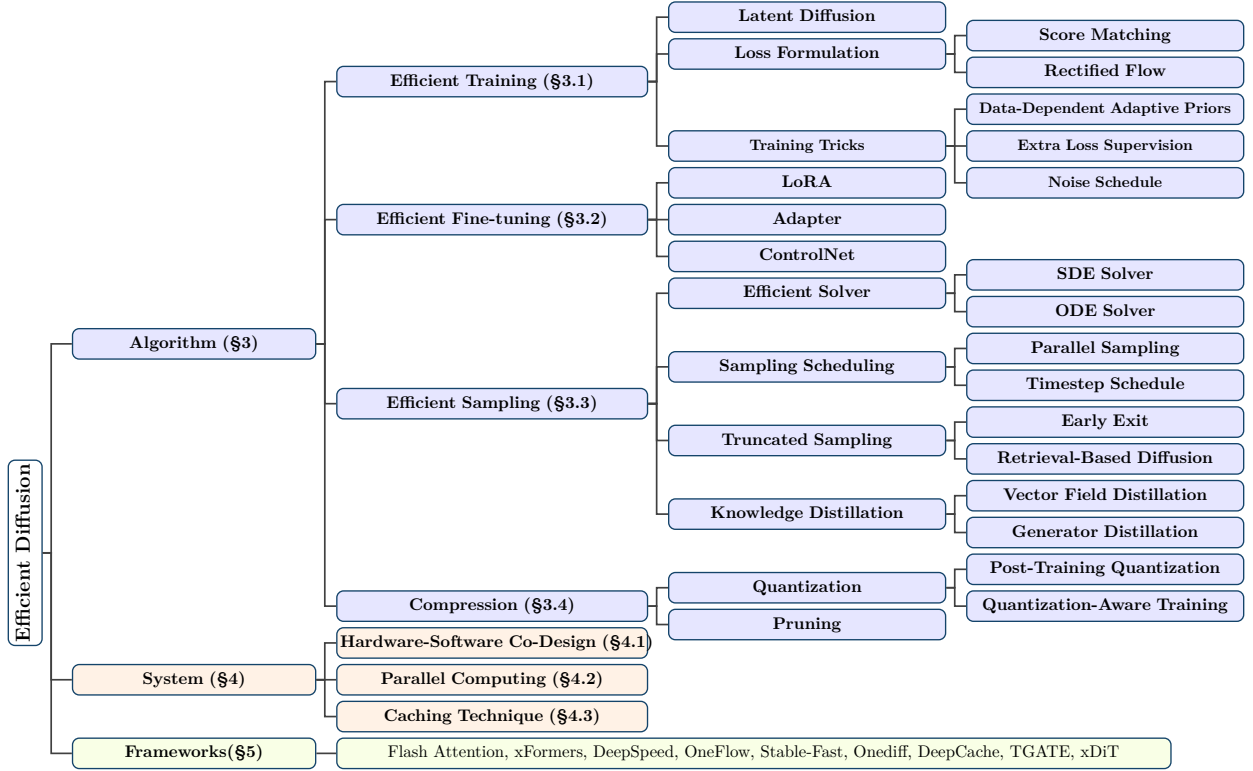 Efficient Diffusion
Algorithm (§3)
Efficient Training (§3.1)
Latent Diffusion
Loss Formulation
Score Matching
Rectified Flow
Training Tricks
Data-Dependent Adaptive Priors
Extra Loss Supervision
Noise Schedule
Efficient Fine-tuning (§3.2)
LoRA
Adapter
ControlNet
Efficient Sampling (§3.3)
Efficient Solver
SDE Solver
ODE Solver
Sampling Scheduling
Parallel Sampling
Timestep Schedule
Truncated Sampling
Early Exit
Retrieval-Based Diffusion
Knowledge Distillation
Vector Field Distillation
Generator Distillation
Compression (§3.4)
Quantization
Post-Training Quantization
Quantization-Aware Training
Pruning
System (§4)
Hardware-Software Co-Design (§4.1)
Parallel Computing (§4.2)
Caching Technique (§4.3)
Frameworks(§5)
Flash Attention, xFormers, DeepSpeed, OneFlow, Stable-Fast, Onediff, DeepCache, TGATE, xDiT